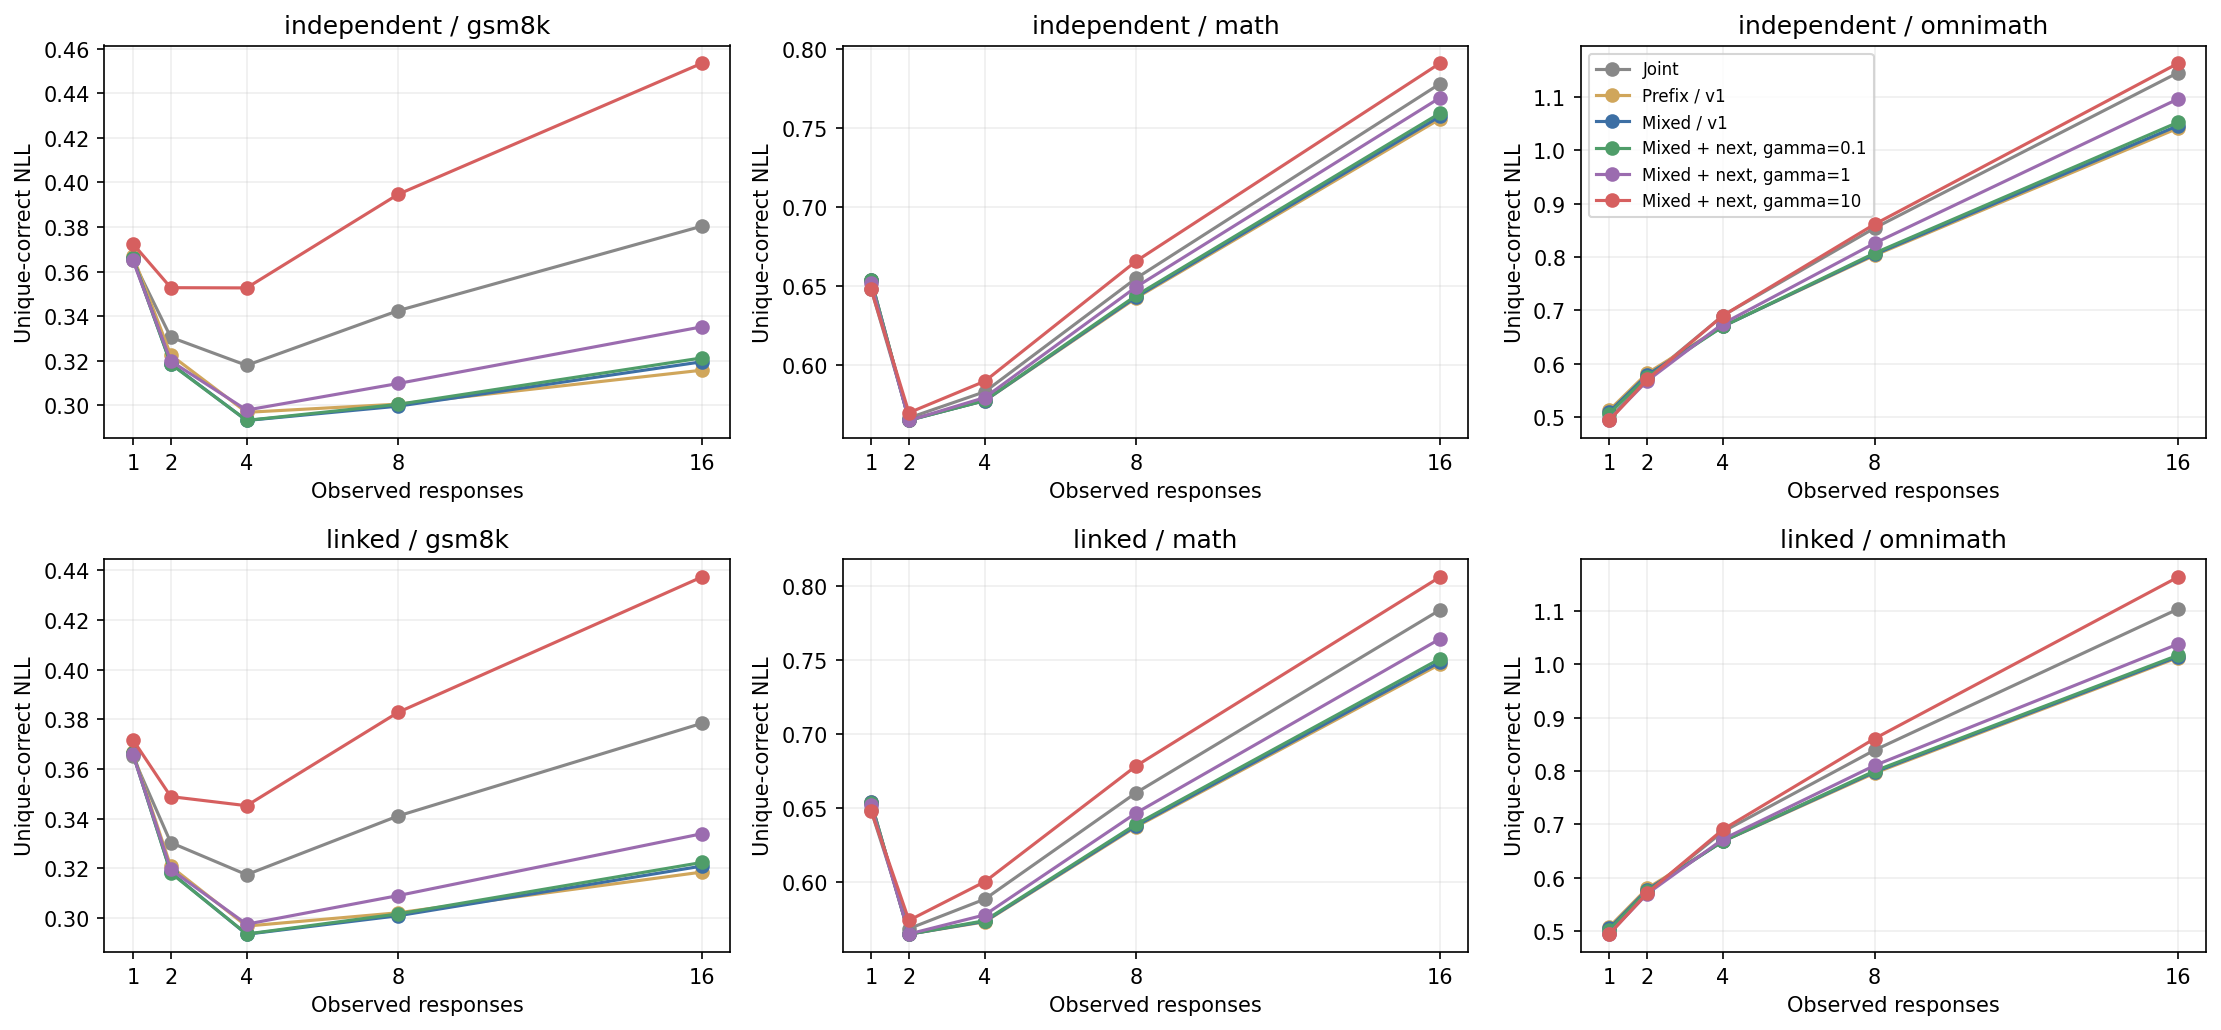 independent / gsm8k
Unique-correct NLL
0.46
0.44
0.42
0.40
0.38
0.36
0.34
0.32
0.30
1 2 4 8 16
Observed responses
independent / math
Unique-correct NLL
0.80
0.75
0.70
0.65
0.60
1 2 4 8 16
Observed responses
independent / omnimath
Unique-correct NLL
1.1
1.0
0.9
0.8
0.7
0.6
0.5
Joint
Prefix / v1
Mixed / v1
Mixed + next, gamma=0.1
Mixed + next, gamma=1
Mixed + next, gamma=10
1 2 4 8 16
Observed responses
linked / gsm8k
Unique-correct NLL
0.44
0.42
0.40
0.38
0.36
0.34
0.32
0.30
1 2 4 8 16
Observed responses
linked / math
Unique-correct NLL
0.80
0.75
0.70
0.65
0.60
1 2 4 8 16
Observed responses
linked / omnimath
Unique-correct NLL
1.1
1.0
0.9
0.8
0.7
0.6
0.5
1 2 4 8 16
Observed responses